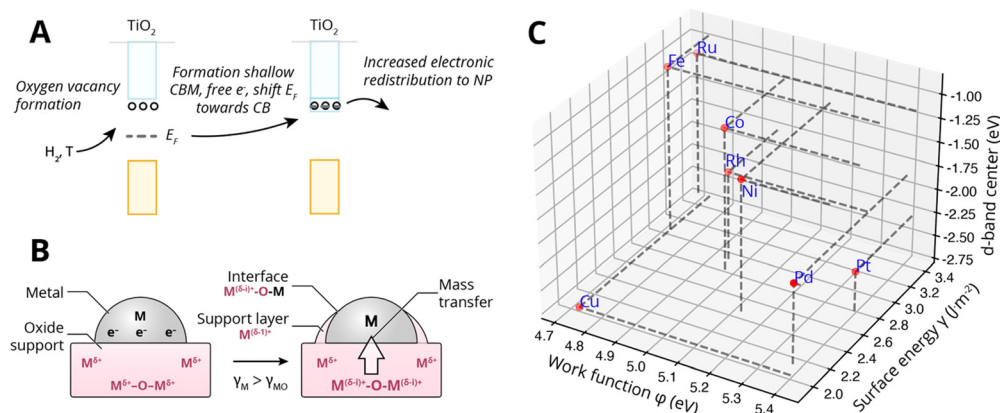 A
TiO2
TiO2
Oxygen vacancy
formation
Formation shallow
CBM, free e-, shift EF
towards CB
Increased electronic
redistribution to NP
EF
H2, T
B
Metal
Oxide
support
M
e- e- e-
Mδ+ Mδ+
Mδ+-O-Mδ+
γM > γMO
Interface
M(δ-i)+-O-M
Support layer
M(δ-1)+
Mass
transfer
M
Mδ+ Mδ+
M(δ-i)+-O-M(δ-i)+
C
Fe
Ru
Co
Rh
Ni
Cu
Pd
Pt
-1.00
-1.25
-1.50
-1.75
-2.00
-2.25
-2.50
-2.75
d-band center (eV)
3.4
3.2
3.0
2.8
2.6
2.4
2.2
2.0
Surface energy γ (J·m-2)
4.7
4.8
4.9
5.0
5.1
5.2
5.3
5.4
Work function φ (eV)